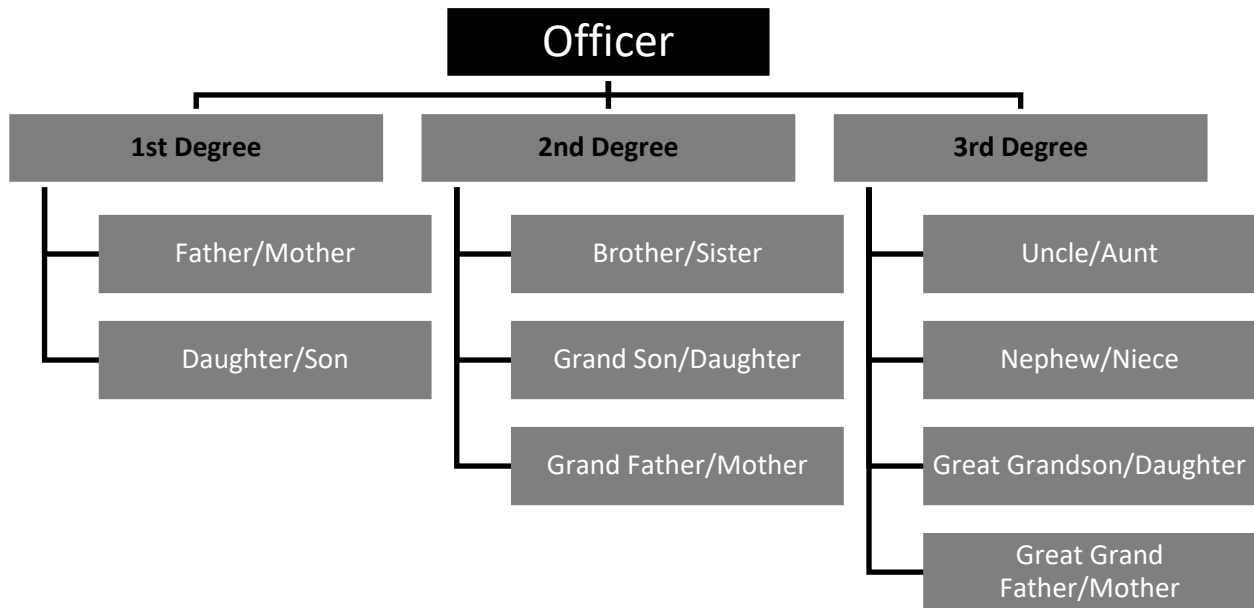 Officer
1st Degree
Father/Mother
Daughter/Son
2nd Degree
Brother/Sister
Grand Son/Daughter
Grand Father/Mother
3rd Degree
Uncle/Aunt
Nephew/Niece
Great Grandson/Daughter
Great Grand
Father/Mother